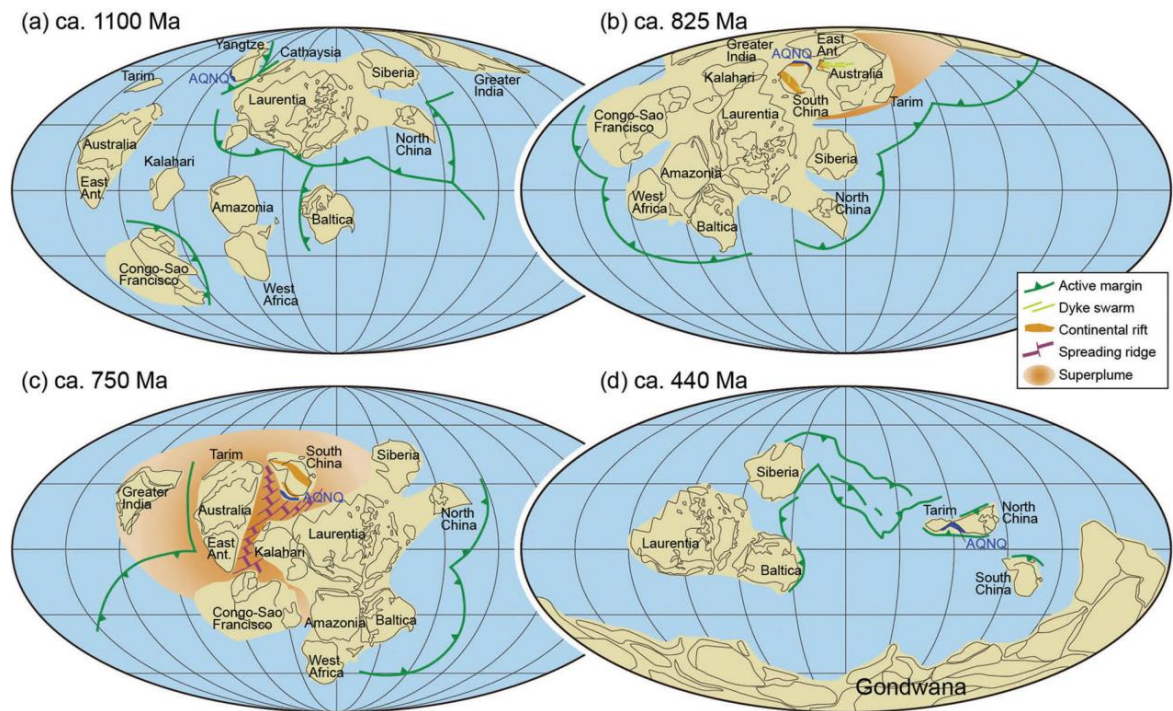 (a) ca. 1100 Ma
Yangtze
Cathaysia
AQNQ
Tarim
Siberia
Greater
India
Laurentia
North
China
Australia
Kalahari
East
Ant.
Amazonia
Baltica
Congo-Sao
Francisco
West
Africa
(b) ca. 825 Ma
East
Ant.
Greater
India
AQNQ
Kalahari
Australia
South
China
Tarim
Congo-Sao
Francisco
Laurentia
Siberia
Amazonia
West
Africa
North
China
Baltica
Active margin
Dyke swarm
Continental rift
Spreading ridge
Superplume
(c) ca. 750 Ma
Tarim
South
China
Siberia
Greater
India
AQNQ
North
China
Australia
Laurentia
East
Ant.
Kalahari
Congo-Sao
Francisco
Amazonia
Baltica
West
Africa
(d) ca. 440 Ma
Siberia
Tarim
North
China
Laurentia
AQNQ
Baltica
South
China
Gondwana